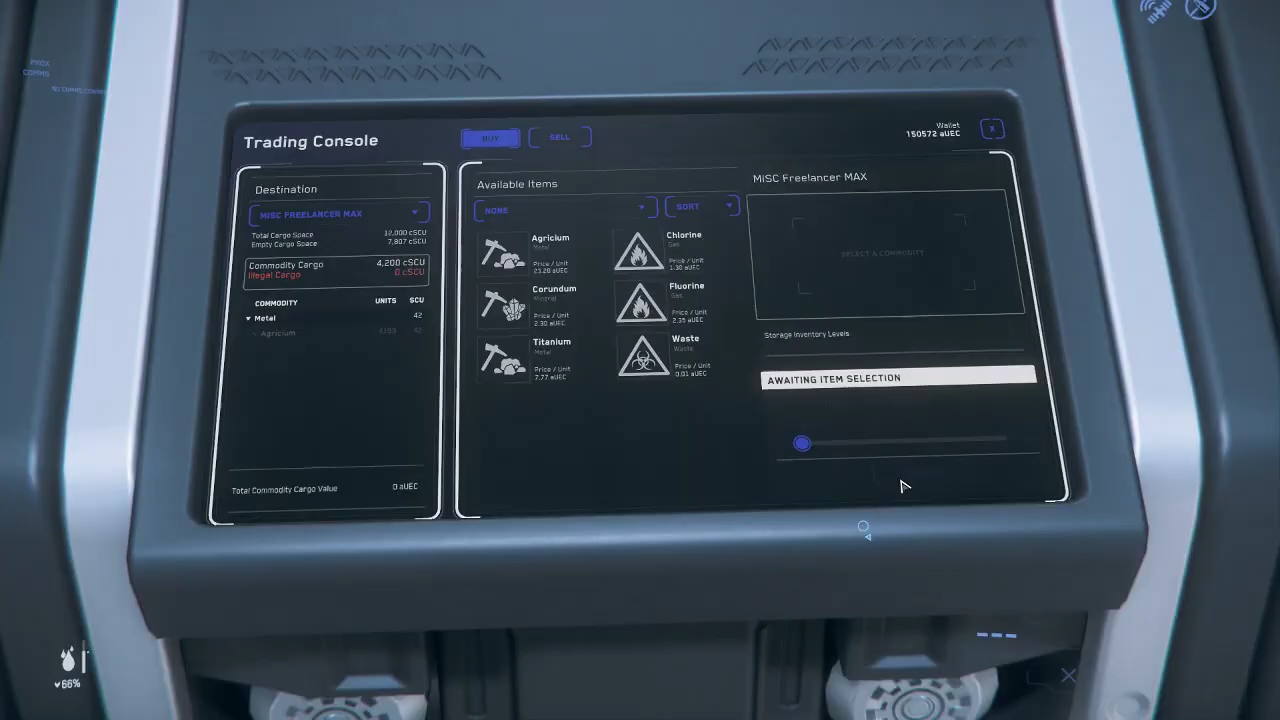 PROX
COMMS
Trading Console
BUY
SELL
Wallet
150572 aUEC
X
Destination
MISC FREELANCER MAX
Total Cargo Space 12,000 cSCU
Empty Cargo Space 7,807 cSCU
Commodity Cargo 4,200 cSCU
Illegal Cargo 0 cSCU
COMMODITY UNITS SCU
Metal 42
Agricium 4193 42
Total Commodity Cargo Value 0 aUEC
Available Items
NONE
SORT
Agricium
Metal
Price / Unit
23.20 aUEC
Chlorine
Gas
Price / Unit
1.30 aUEC
Corundum
Mineral
Price / Unit
2.30 aUEC
Fluorine
Gas
Price / Unit
2.35 aUEC
Titanium
Metal
Price / Unit
7.77 aUEC
Waste
Waste
Price / Unit
0.01 aUEC
MISC Freelancer MAX
SELECT A COMMODITY
Storage Inventory Levels
AWAITING ITEM SELECTION
66%